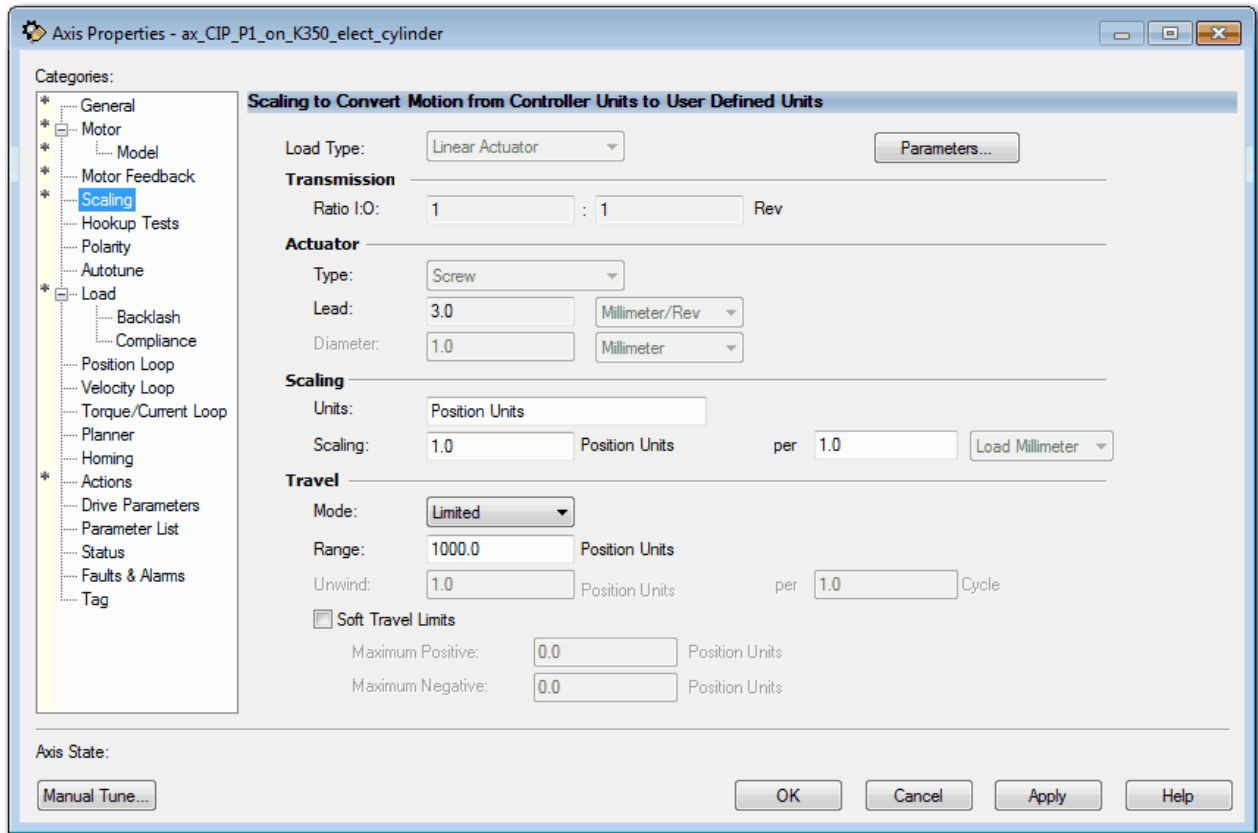 Axis Properties - ax_CIP_P1_on_K350_elect_cylinder
Categories:
* General
* Motor
* Model
* Motor Feedback
* Scaling
Hookup Tests
Polarity
Autotune
* Load
Backlash
Compliance
Position Loop
Velocity Loop
Torque/Current Loop
Planner
Homing
* Actions
Drive Parameters
Parameter List
Status
Faults & Alarms
Tag
Scaling to Convert Motion from Controller Units to User Defined Units
Load Type: Linear Actuator Parameters...
Transmission
Ratio I:O: 1 : 1 Rev
Actuator
Type: Screw
Lead: 3.0 Millimeter/Rev
Diameter: 1.0 Millimeter
Scaling
Units: Position Units
Scaling: 1.0 Position Units per 1.0 Load Millimeter
Travel
Mode: Limited
Range: 1000.0 Position Units
Unwind: 1.0 Position Units per 1.0 Cycle
Soft Travel Limits
Maximum Positive: 0.0 Position Units
Maximum Negative: 0.0 Position Units
Axis State:
Manual Tune... OK Cancel Apply Help